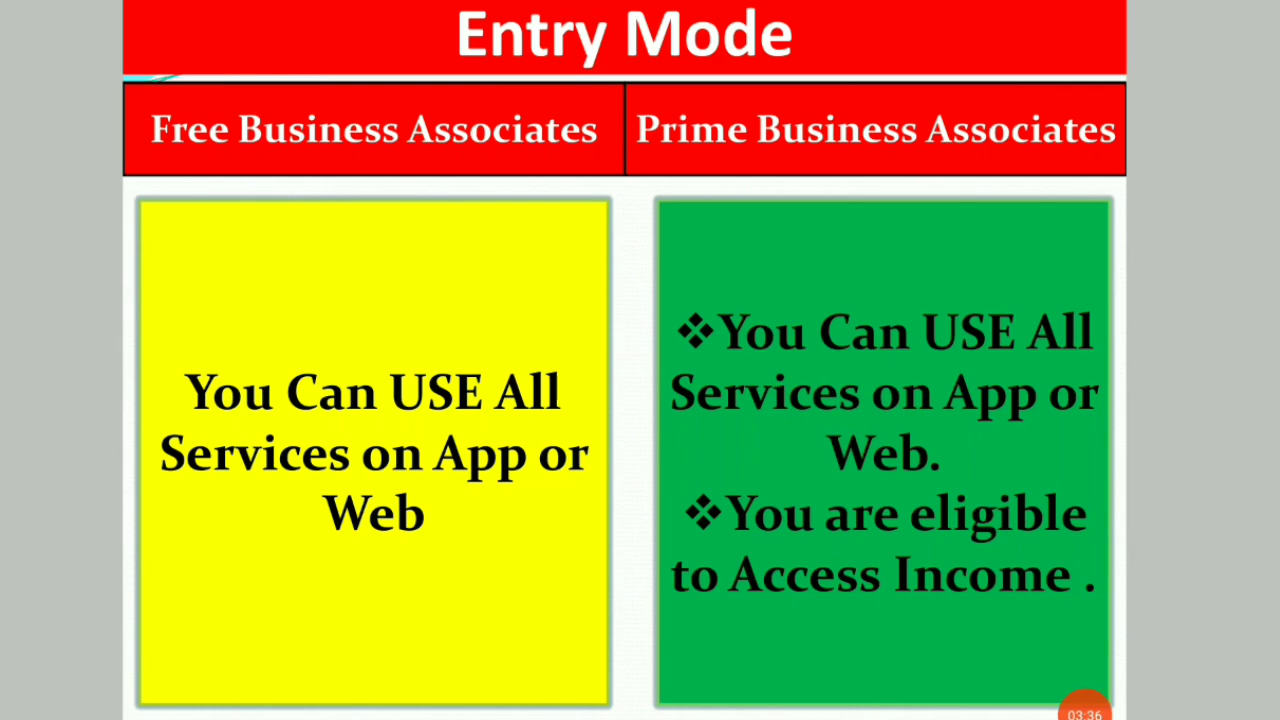 Entry Mode
Free Business Associates
Prime Business Associates
You Can USE All
Services on App or
Web
❖You Can USE All
Services on App or
Web.
❖You are eligible
to Access Income .
03:36